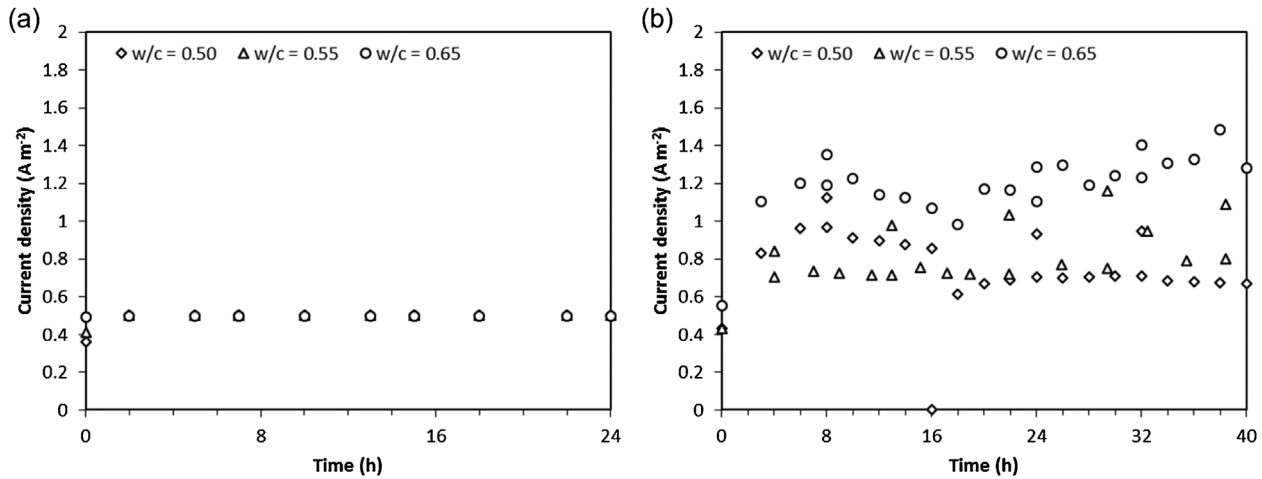 (a)
2
◇ w/c = 0.50 △ w/c = 0.55 ○ w/c = 0.65
1.8
1.6
1.4
1.2
1
0.8
0.6
0.4
0.2
0
Current density (A m-2)
0 8 16 24
Time (h)
(b)
2
◇ w/c = 0.50 △ w/c = 0.55 ○ w/c = 0.65
1.8
1.6
1.4
1.2
1
0.8
0.6
0.4
0.2
0
Current density (A m-2)
0 8 16 24 32 40
Time (h)